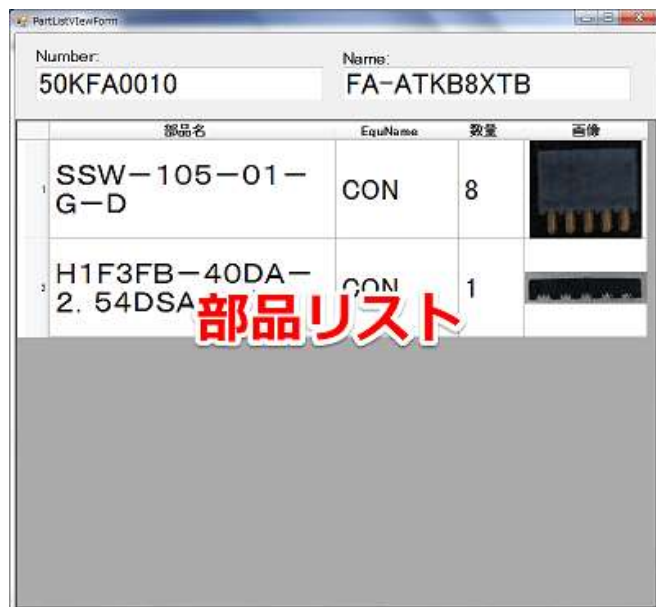 PartListVIewForm
Number:
Name:
50KFA0010
FA-ATKB8XTB
部品名 EquName 数量 画像
1 SSW－105－01－
G－D
CON 8
2 H1F3FB－40DA－
2. 54DSA
CON 1
部品リスト